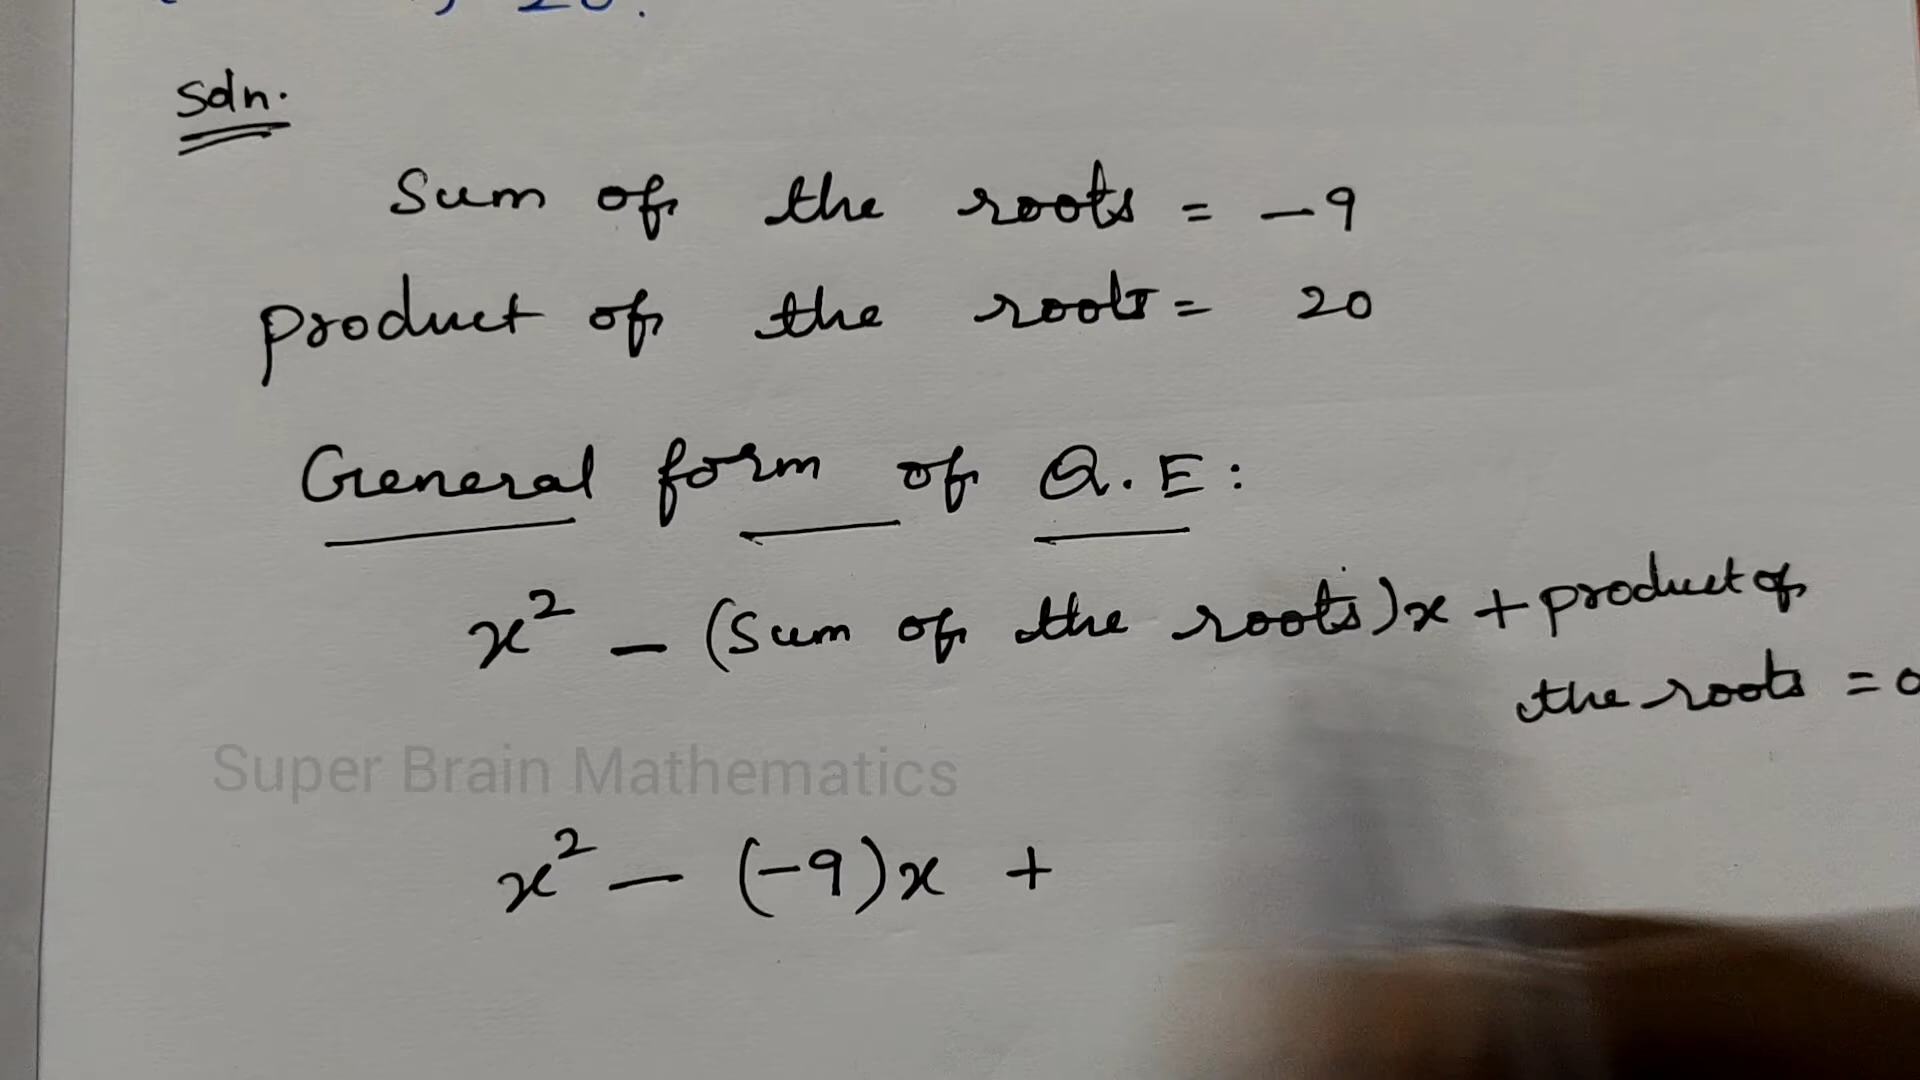 20.
Soln.
Sum of the roots = -9
product of the roots = 20
General form of Q.E:
x² - (Sum of the roots)x + product of
the roots = 0
Super Brain Mathematics
x² - (-9)x +